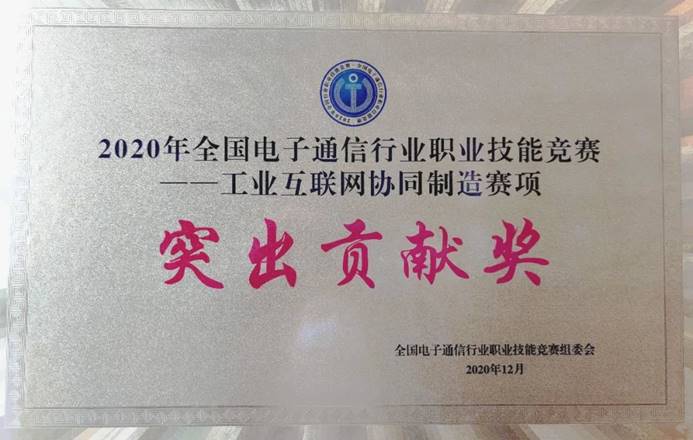 2020年全国电子通信行业职业技能竞赛
——工业互联网协同制造赛项
突出贡献奖
全国电子通信行业职业技能竞赛组委会
2020年12月